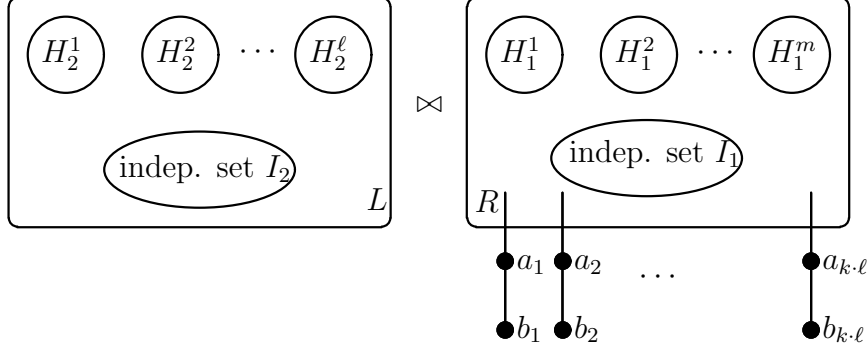 H_2^1 H_2^2 ⋯ H_2^ℓ ⋈ H_1^1 H_1^2 ⋯ H_1^m
indep. set I_2 indep. set I_1
L R
a_1 a_2 ⋯ a_{k·ℓ}
b_1 b_2 b_{k·ℓ}